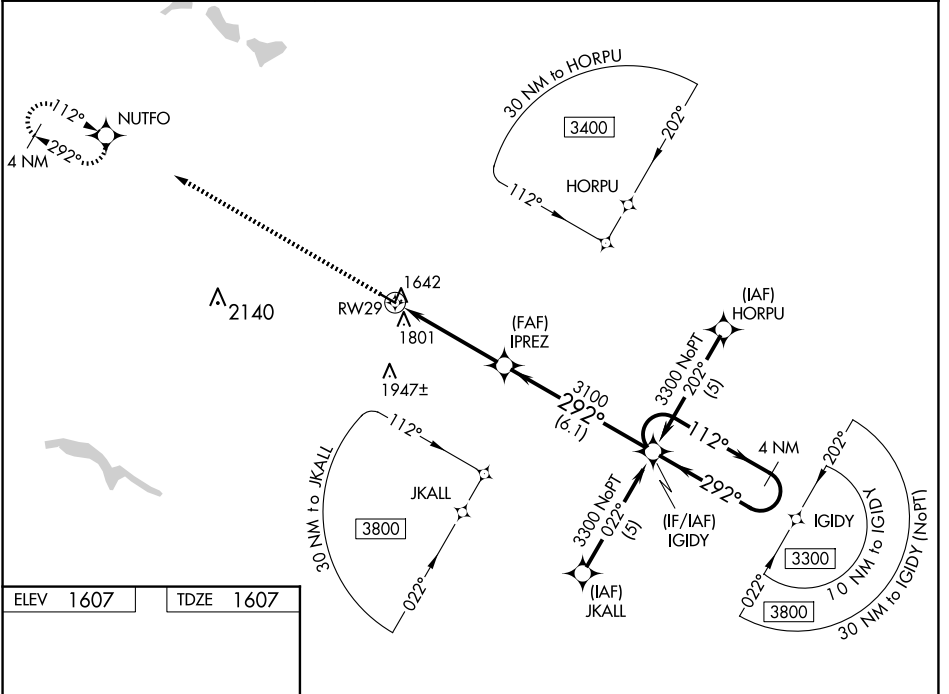 30 NM to HORPU
3400
202°
HORPU
112°
112°
NUTFO
4 NM
292°
2140
1642
RW29
1801
1947±
(FAF)
IPREZ
(IAF)
HORPU
3300 NoPT
202°
(5)
3100
292°
(6.1)
112°
4 NM
292°
(IF/IAF)
IGIDY
3300 NoPT
022°
(5)
(IAF)
JKALL
112°
JKALL
3800
30 NM to JKALL
022°
202°
IGIDY
3300
10 NM to IGIDY
022°
3800
30 NM to IGIDY (NoPT)
ELEV 1607
TDZE 1607